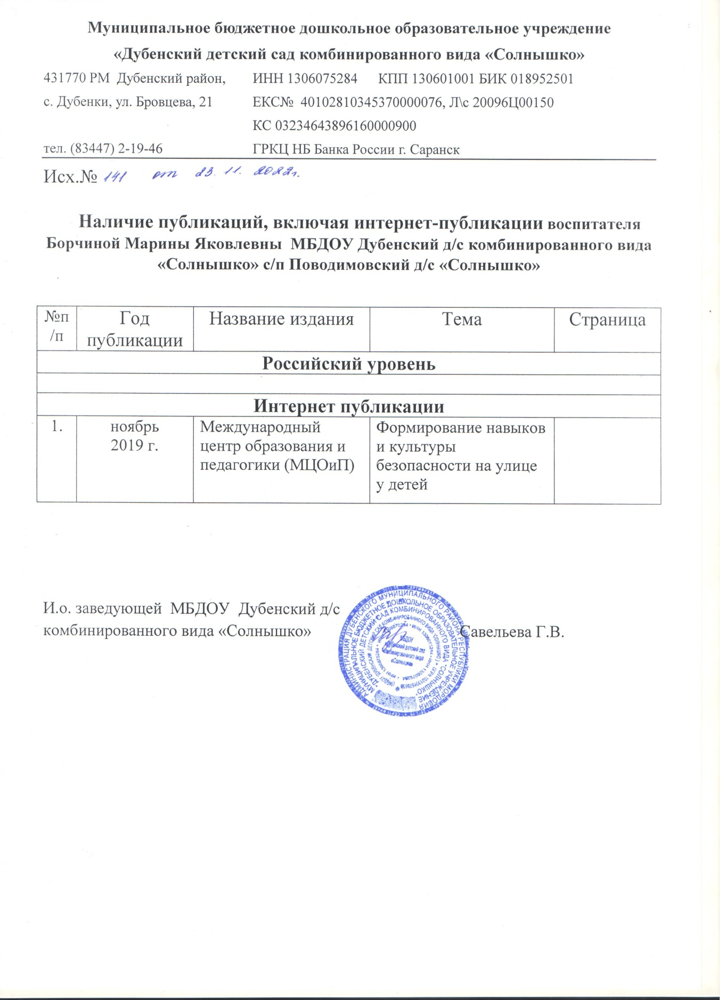 Муниципальное бюджетное дошкольное образовательное учреждение
«Дубенский детский сад комбинированного вида «Солнышко»
431770 РМ Дубенский район, ИНН 1306075284 КПП 130601001 БИК 018952501
с. Дубенки, ул. Бровцева, 21 ЕКС№ 40102810345370000076, Л\с 20096Ц00150
КС 03234643896160000900
тел. (83447) 2-19-46 ГРКЦ НБ Банка России г. Саранск
Исх.№ 141 от 23. 11. 2022г.
Наличие публикаций, включая интернет-публикации воспитателя
Борчиной Марины Яковлевны МБДОУ Дубенский д/с комбинированного вида
«Солнышко» с/п Поводимовский д/с «Солнышко»
№п Год Название издания Тема Страница
/п публикации
Российский уровень
Интернет публикации
1. ноябрь Международный Формирование навыков
2019 г. центр образования и и культуры
педагогики (МЦОиП) безопасности на улице
у детей
И.о. заведующей МБДОУ Дубенский д/с
комбинированного вида «Солнышко» Савельева Г.В.
АДМИНИСТРАЦИЯ ДУБЕНСКОГО МУНИЦИПАЛЬНОГО РАЙОНА РЕСПУБЛИКИ МОРДОВИЯ
МУНИЦИПАЛЬНОЕ БЮДЖЕТНОЕ ДОШКОЛЬНОЕ ОБРАЗОВАТЕЛЬНОЕ УЧРЕЖДЕНИЕ
"ДУБЕНСКИЙ ДЕТСКИЙ САД КОМБИНИРОВАННОГО ВИДА "СОЛНЫШКО"
МБДОУ
«Дубенский детский сад
комбинированного вида
«Солнышко»